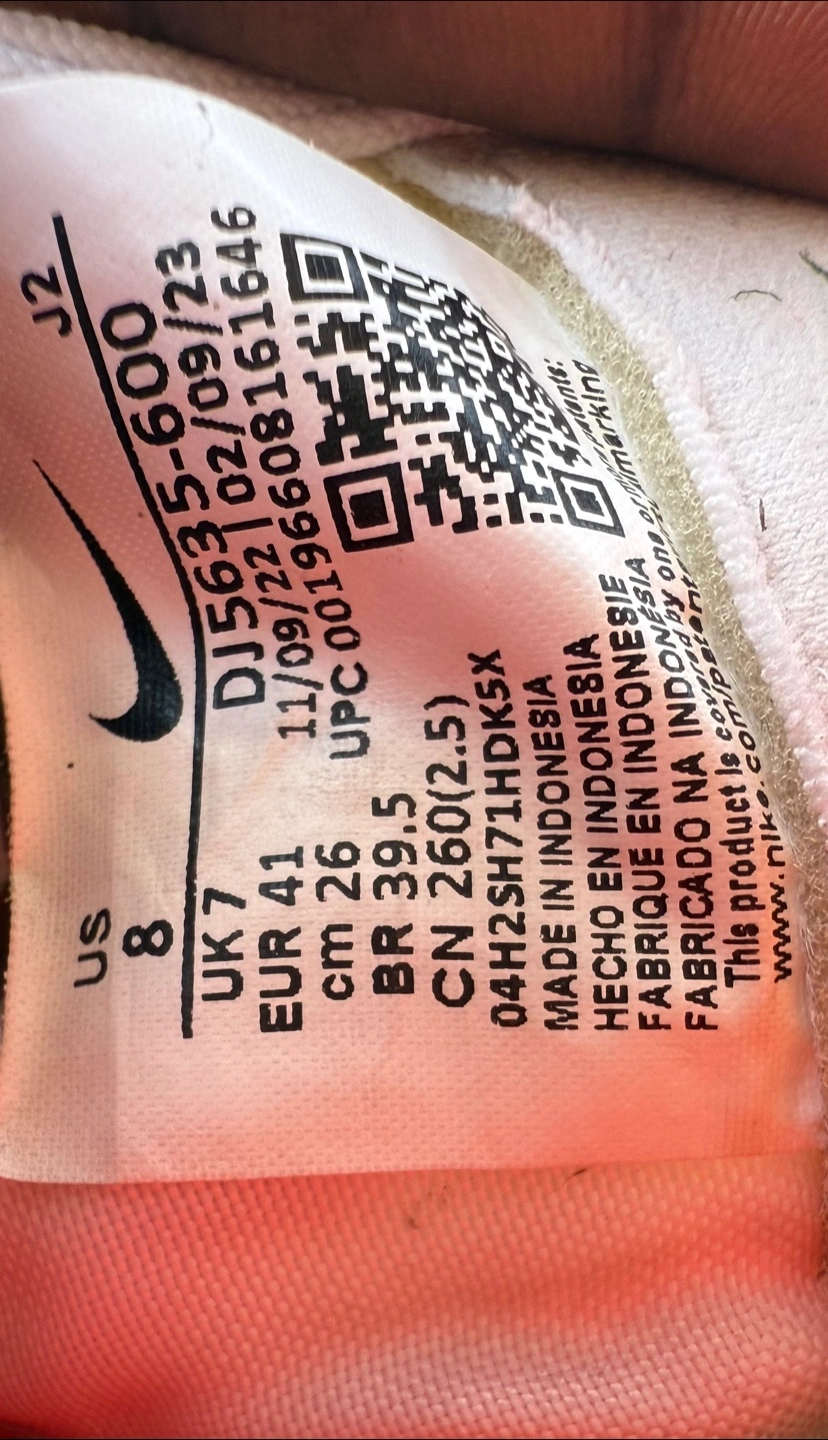 J2
US
8
DJ5635-600
11/09/22 | 02/09/23
UPC 00196608161646
UK 7
EUR 41
cm 26
BR 39.5
CN 260(2.5)
04H2SH71HDK5X
MADE IN INDONESIA
HECHO EN INDONESIA
FABRIQUE EN INDONESIE
FABRICADO NA INDONESIA
This product is covered by one or patents:
www.nike.com/patents